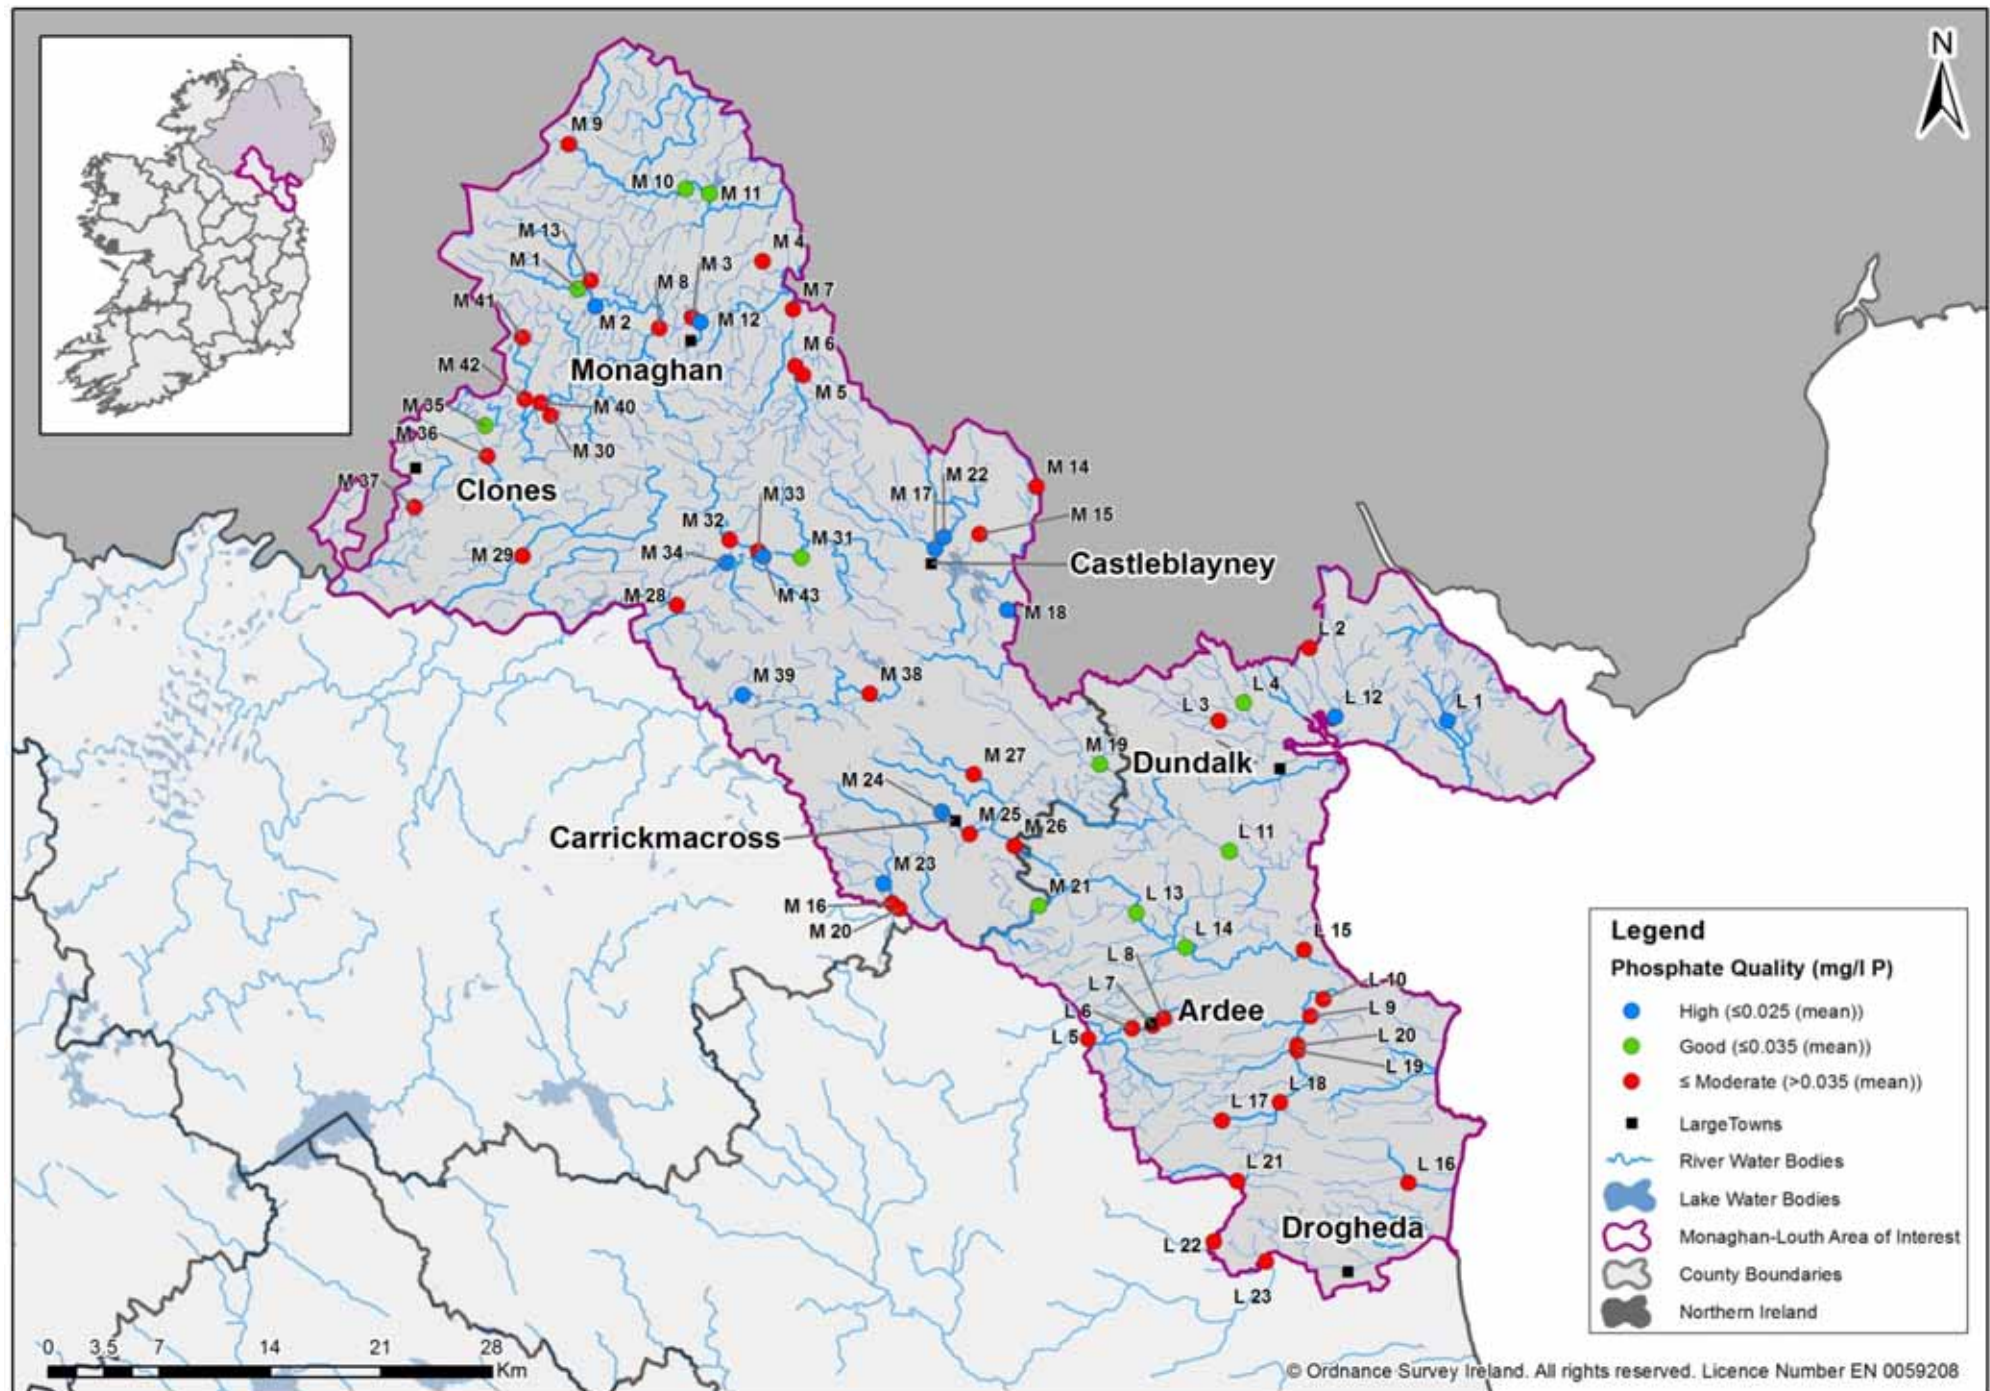 N
M 9
M 10
M 11
M 13
M 4
M 1
M 3
M 8
M 7
M 41
M 2
M 12
M 6
M 42
Monaghan
M 5
M 35
M 40
M 36
M 30
M 22
M 14
M 37
Clones
M 33
M 17
M 15
M 32
M 31
M 34
M 29
Castleblayney
M 28
M 43
M 18
L 2
M 39
M 38
L 4
L 3
L 12
L 1
M 19
Dundalk
M 27
M 24
M 25
M 26
Carrickmacross
L 11
M 23
M 21
L 13
M 16
M 20
L 14
L 15
L 8
L 7
L 10
L 6
Ardee
L 9
L 5
L 20
L 19
L 18
L 17
L 21
L 16
Drogheda
L 22
L 23
Legend
Phosphate Quality (mg/l P)
High (≤0.025 (mean))
Good (≤0.035 (mean))
≤ Moderate (>0.035 (mean))
LargeTowns
River Water Bodies
Lake Water Bodies
Monaghan-Louth Area of Interest
County Boundaries
Northern Ireland
0 3.5 7 14 21 28
Km
© Ordnance Survey Ireland. All rights reserved. Licence Number EN 0059208